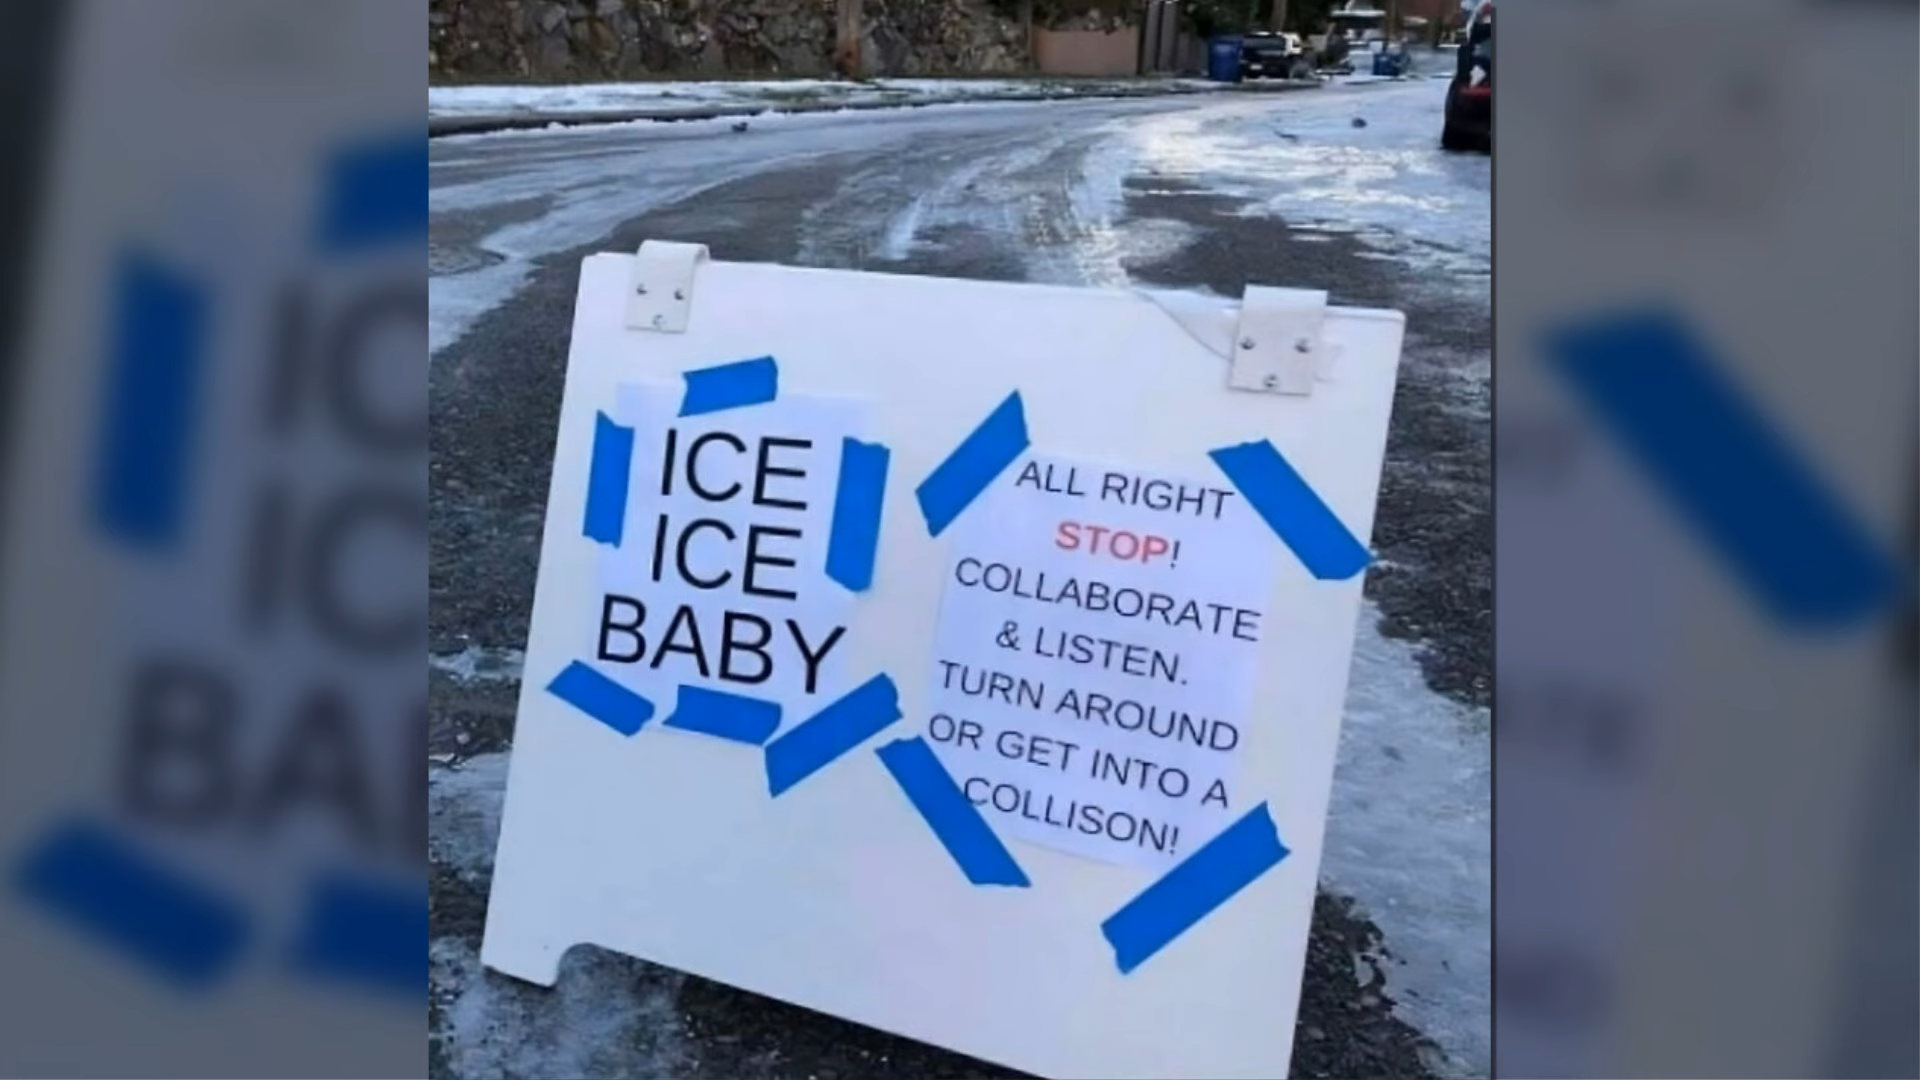 ICE
ICE
BABY
ALL RIGHT
STOP!
COLLABORATE
& LISTEN.
TURN AROUND
OR GET INTO A
COLLISON!